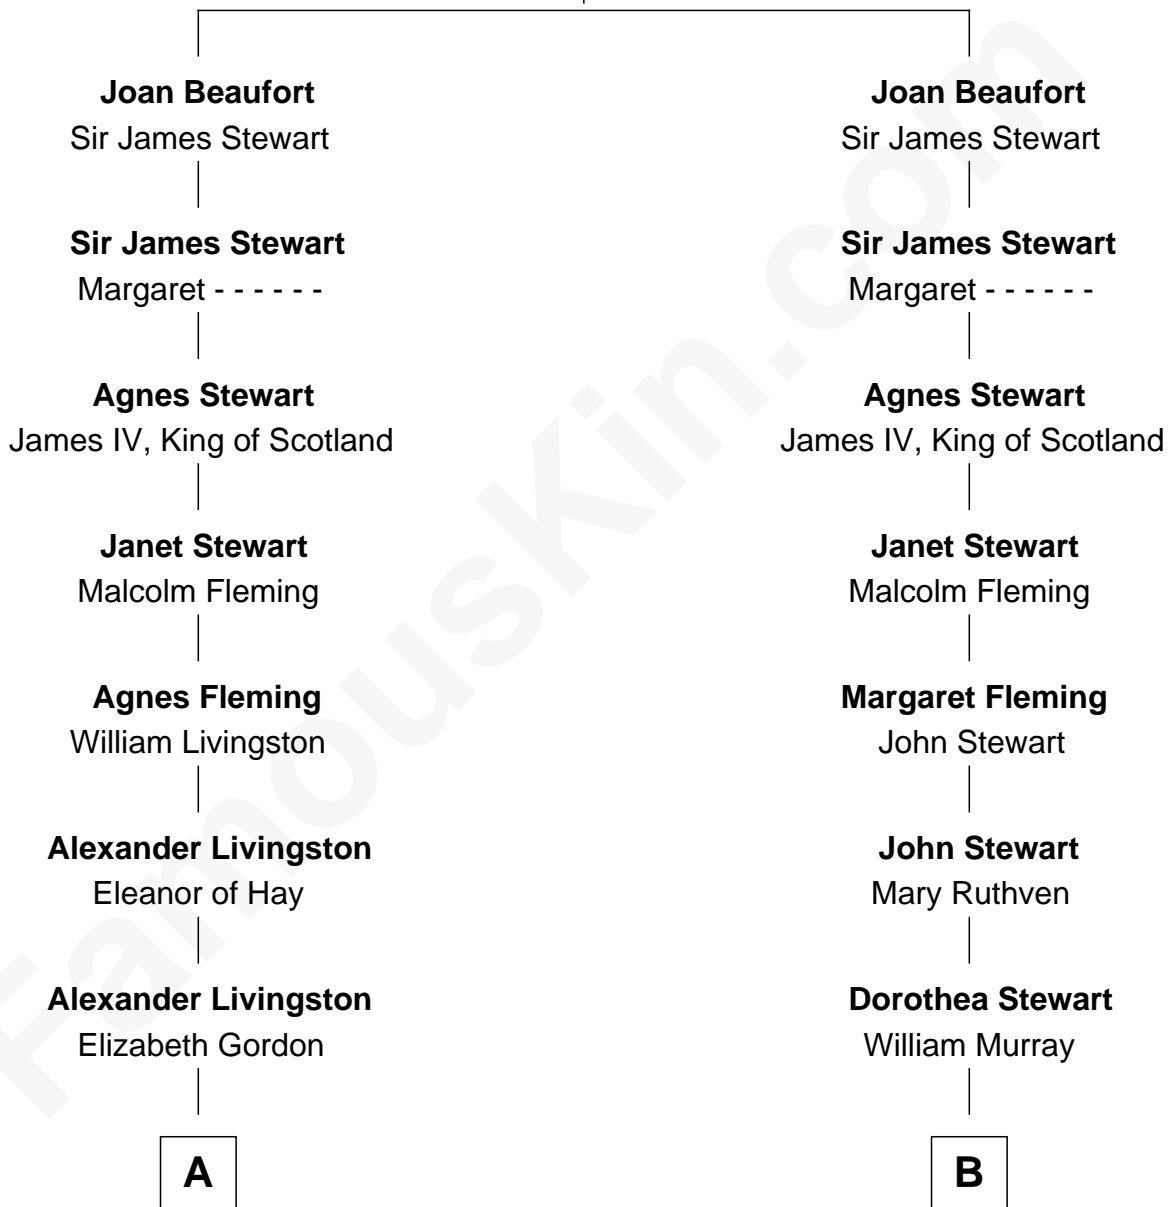 Joan Beaufort
Sir James Stewart
Sir James Stewart
Margaret - - - - - -
Agnes Stewart
James IV, King of Scotland
Janet Stewart
Malcolm Fleming
Agnes Fleming
William Livingston
Alexander Livingston
Eleanor of Hay
Alexander Livingston
Elizabeth Gordon
A
Joan Beaufort
Sir James Stewart
Sir James Stewart
Margaret - - - - - -
Agnes Stewart
James IV, King of Scotland
Janet Stewart
Malcolm Fleming
Margaret Fleming
John Stewart
John Stewart
Mary Ruthven
Dorothea Stewart
William Murray
B
FamousKin.com